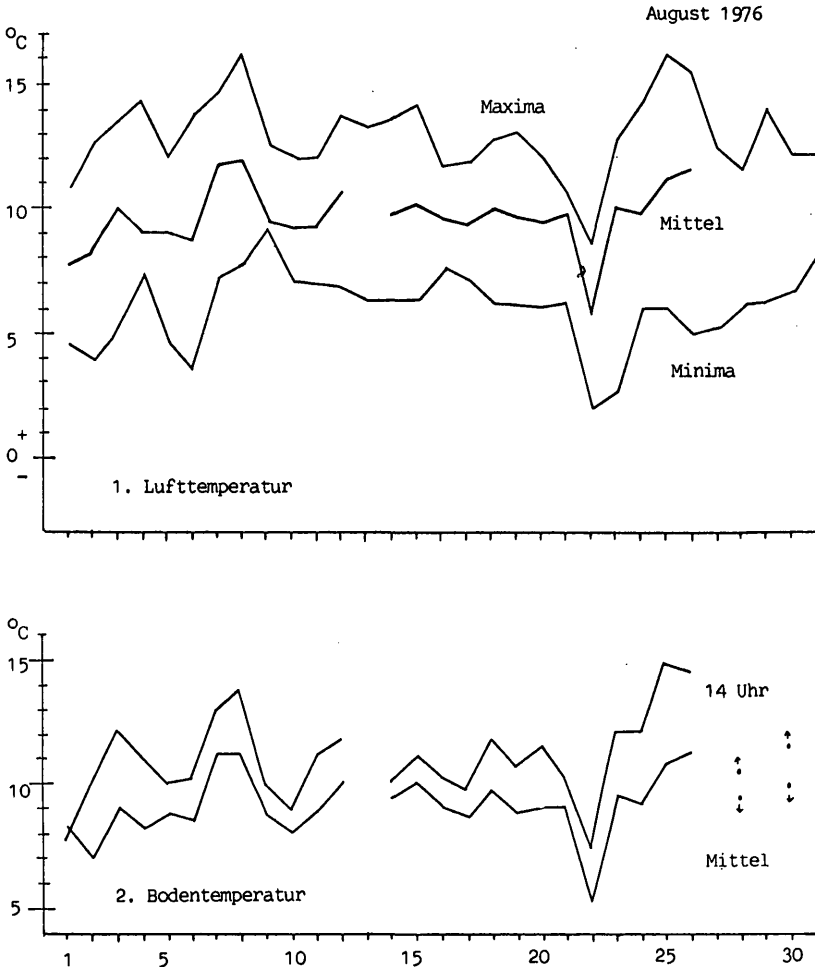 August 1976
°C
15
Maxima
10
Mittel
5
Minima
+
0
–
1. Lufttemperatur
°C
15
14 Uhr
10
Mittel
2. Bodentemperatur
5
1 5 10 15 20 25 30